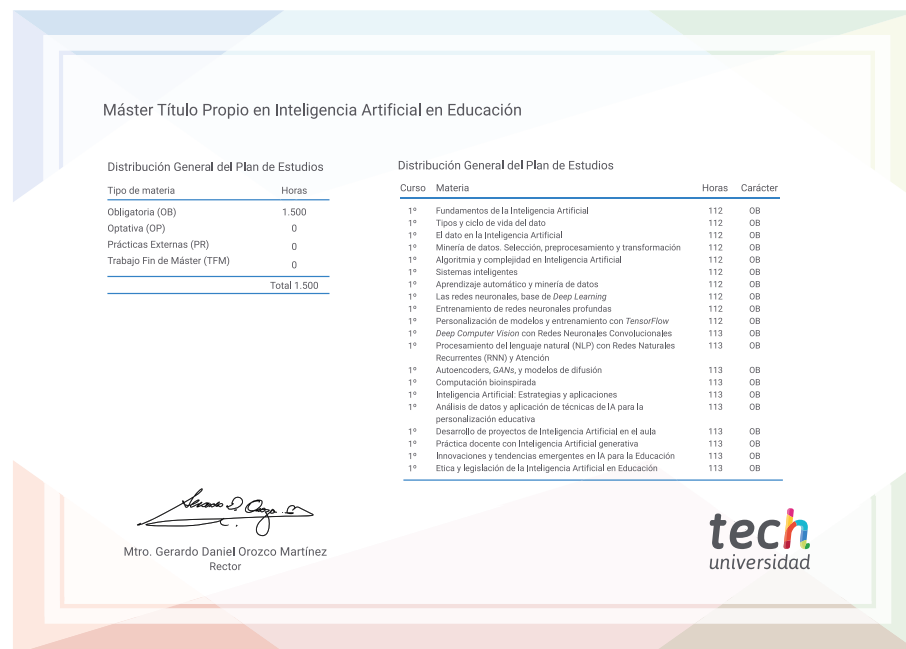 Máster Título Propio en Inteligencia Artificial en Educación
Distribución General del Plan de Estudios
Tipo de materia Horas
Obligatoria (OB) 1.500
Optativa (OP) 0
Prácticas Externas (PR) 0
Trabajo Fin de Máster (TFM) 0
Total 1.500
Distribución General del Plan de Estudios
Curso Materia Horas Carácter
1º Fundamentos de la Inteligencia Artificial 112 OB
1º Tipos y ciclo de vida del dato 112 OB
1º El dato en la Inteligencia Artificial 112 OB
1º Minería de datos. Selección, preprocesamiento y transformación 112 OB
1º Algoritmia y complejidad en Inteligencia Artificial 112 OB
1º Sistemas inteligentes 112 OB
1º Aprendizaje automático y minería de datos 112 OB
1º Las redes neuronales, base de Deep Learning 112 OB
1º Entrenamiento de redes neuronales profundas 112 OB
1º Personalización de modelos y entrenamiento con TensorFlow 112 OB
1º Deep Computer Vision con Redes Neuronales Convolucionales 113 OB
1º Procesamiento del lenguaje natural (NLP) con Redes Naturales 113 OB
Recurrentes (RNN) y Atención
1º Autoencoders, GANs, y modelos de difusión 113 OB
1º Computación bioinspirada 113 OB
1º Inteligencia Artificial: Estrategias y aplicaciones 113 OB
1º Análisis de datos y aplicación de técnicas de IA para la 113 OB
personalización educativa
1º Desarrollo de proyectos de Inteligencia Artificial en el aula 113 OB
1º Práctica docente con Inteligencia Artificial generativa 113 OB
1º Innovaciones y tendencias emergentes en IA para la Educación 113 OB
1º Etica y legislación de la Inteligencia Artificial en Educación 113 OB
Mtro. Gerardo Daniel Orozco Martínez
Rector
tech
universidad